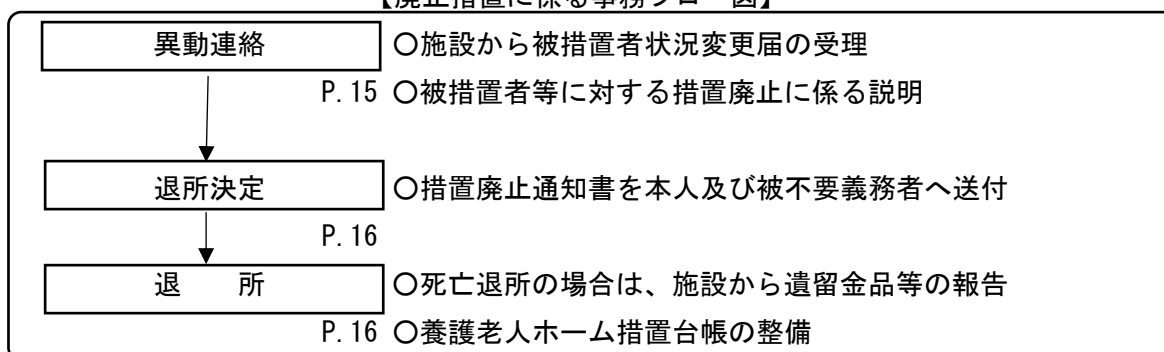 【廃止措置に係る事務フロー図】
異動連絡 〇施設から被措置者状況変更届の受理
P.15 〇被措置者等に対する措置廃止に係る説明
退所決定 〇措置廃止通知書を本人及び被不要義務者へ送付
P.16
退　所 〇死亡退所の場合は、施設から遺留金品等の報告
P.16 〇養護老人ホーム措置台帳の整備